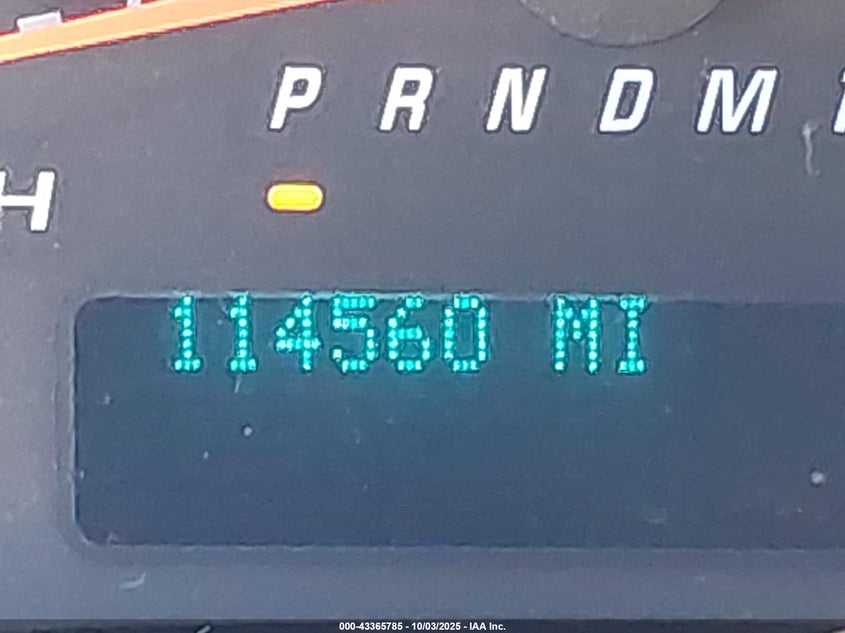 P R N D M
H
114560 MI
000-43365785 - 10/03/2025 - IAA Inc.